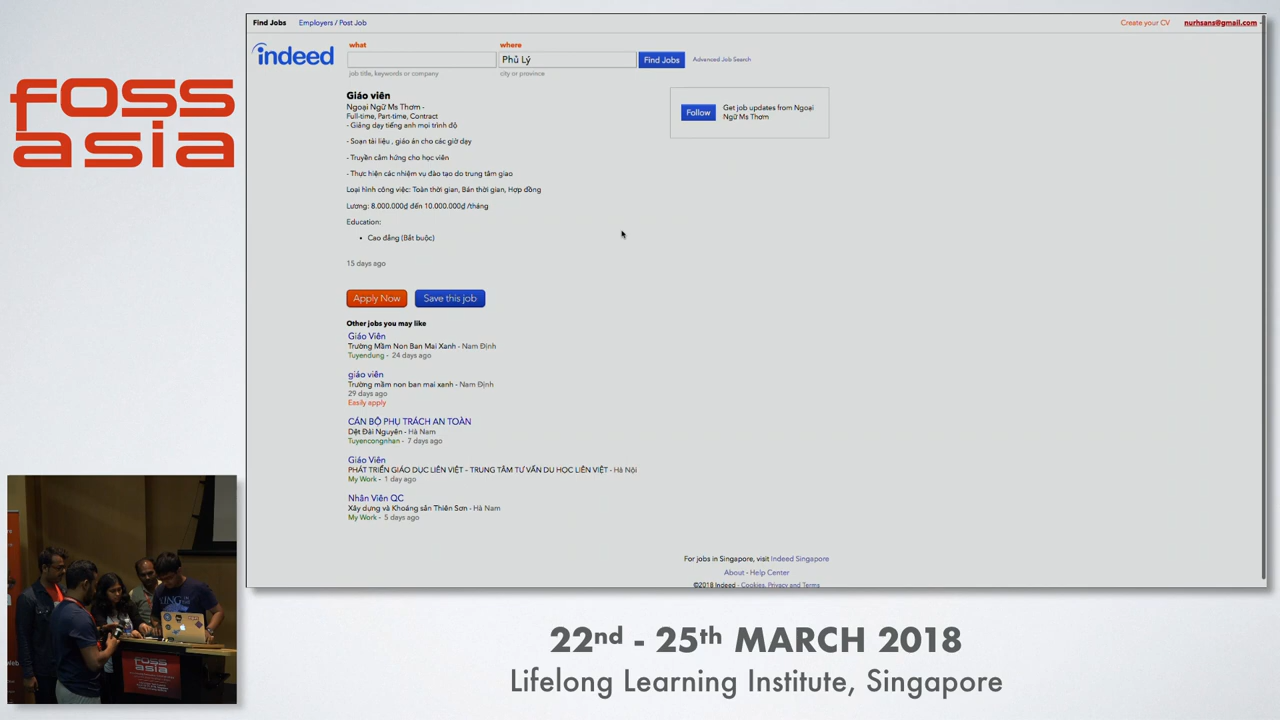 Find Jobs
Employers / Post Job
Create your CV
nurhsans@gmail.com
foss
asia
indeed
what
where
Phủ Lý
Find Jobs
Advanced Job Search
job title, keywords or company
city or province
Giáo viên
Ngoại Ngữ Ms Thơm -
Full-time, Part-time, Contract
- Giảng dạy tiếng anh mọi trình độ
- Soạn tài liệu , giáo án cho các giờ dạy
- Truyền cảm hứng cho học viên
- Thực hiện các nhiệm vụ đào tạo do trung tâm giao
Loại hình công việc: Toàn thời gian, Bán thời gian, Hợp đồng
Lương: 8.000.000₫ đến 10.000.000₫ /tháng
Education:
• Cao đẳng (Bắt buộc)
15 days ago
Follow
Get job updates from Ngoại
Ngữ Ms Thơm
Apply Now
Save this job
Other jobs you may like
Giáo Viên
Trường Mầm Non Ban Mai Xanh - Nam Định
Tuyendung - 24 days ago
giáo viên
Trường mầm non ban mai xanh - Nam Định
29 days ago
Easily apply
CÁN BỘ PHỤ TRÁCH AN TOÀN
Dệt Đài Nguyên - Hà Nam
Tuyencongnhan - 7 days ago
Giáo Viên
PHÁT TRIỂN GIÁO DỤC LIÊN VIỆT - TRUNG TÂM TƯ VẤN DU HỌC LIÊN VIỆT - Hà Nội
My Work - 1 day ago
Nhân Viên QC
Xây dựng và Khoáng sản Thiên Sơn - Hà Nam
My Work - 5 days ago
For jobs in Singapore, visit Indeed Singapore
About - Help Center
©2018 Indeed - Cookies, Privacy and Terms
foss
asia
22nd - 25th MARCH 2018
Lifelong Learning Institute, Singapore